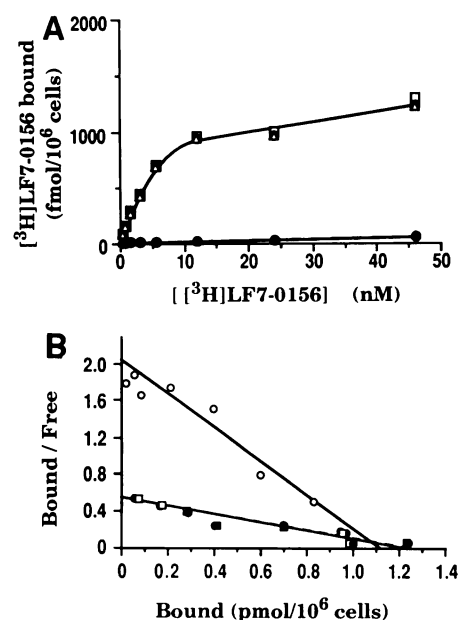 A
2000
1000
0
[³H]LF7-0156 bound
(fmol/10⁶ cells)
0 10 20 30 40 50
[ [³H]LF7-0156] (nM)
B
2.0
1.6
1.2
0.8
0.4
0
Bound / Free
0 0.2 0.4 0.6 0.8 1.0 1.2 1.4
Bound (pmol/10⁶ cells)